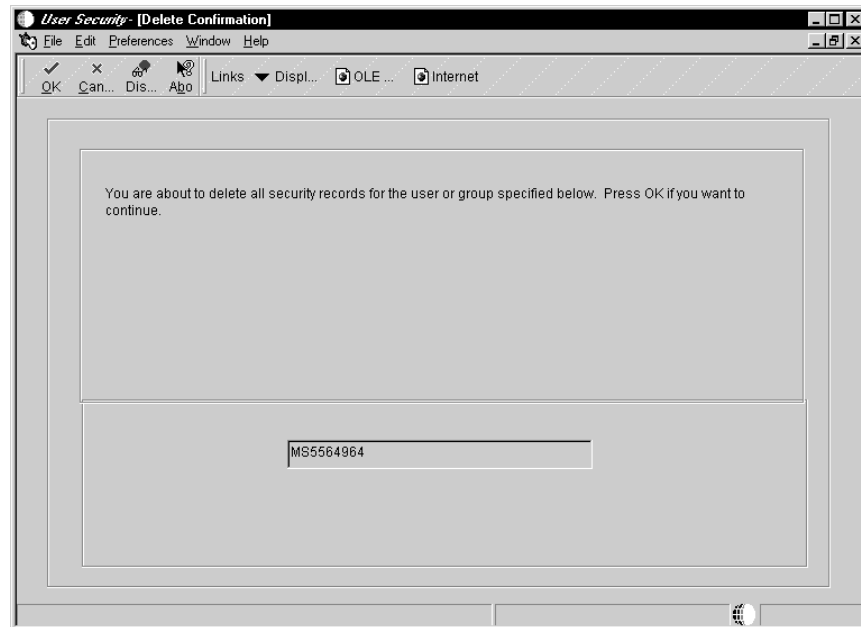 User Security - [Delete Confirmation]
File Edit Preferences Window Help
OK Can... Dis... Abo Links Displ... OLE ... Internet
You are about to delete all security records for the user or group specified below. Press OK if you want to
continue.
MS5564964